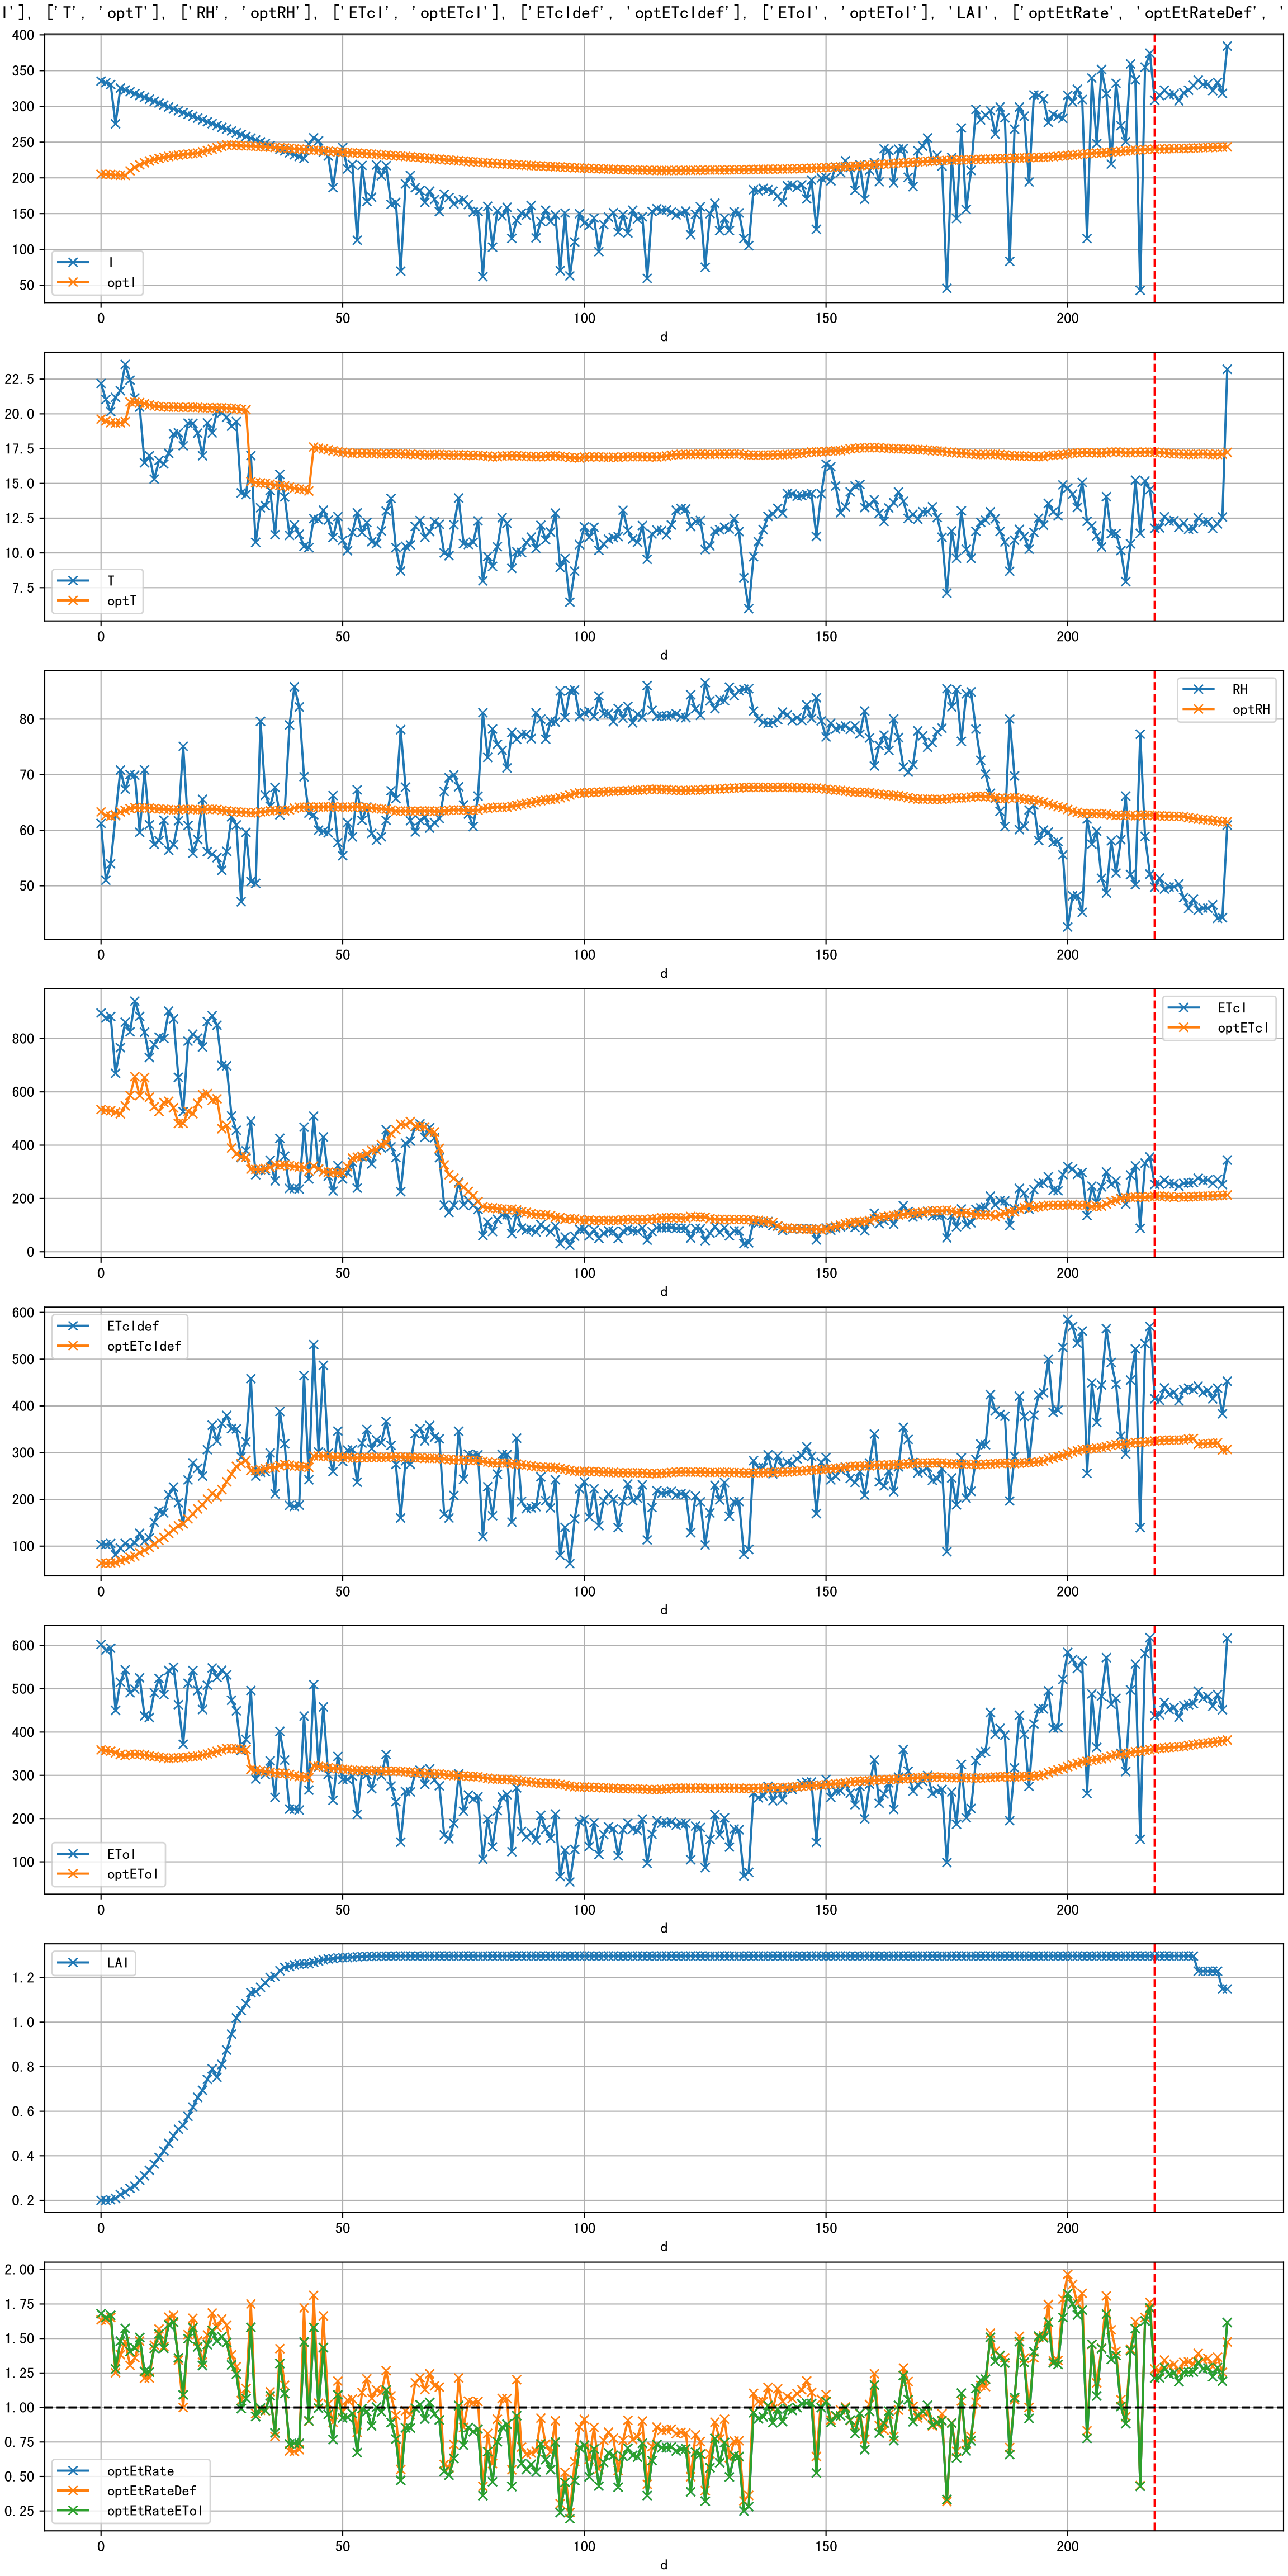 I'], ['T', 'optT'], ['RH', 'optRH'], ['ETcI', 'optETcI'], ['ETcIdef', 'optETcIdef'], ['EToI', 'optEToI'], 'LAI', ['optEtRate', 'optEtRateDef', '
400
350
300
250
200
150
100
50
I
optI
0 50 100 150 200
d
22.5
20.0
17.5
15.0
12.5
10.0
7.5
T
optT
0 50 100 150 200
d
80
70
60
50
RH
optRH
0 50 100 150 200
d
800
600
400
200
0
ETcI
optETcI
0 50 100 150 200
d
600
500
400
300
200
100
ETcIdef
optETcIdef
0 50 100 150 200
d
600
500
400
300
200
100
EToI
optEToI
0 50 100 150 200
d
1.2
1.0
0.8
0.6
0.4
0.2
LAI
0 50 100 150 200
d
2.00
1.75
1.50
1.25
1.00
0.75
0.50
0.25
optEtRate
optEtRateDef
optEtRateEToI
0 50 100 150 200
d